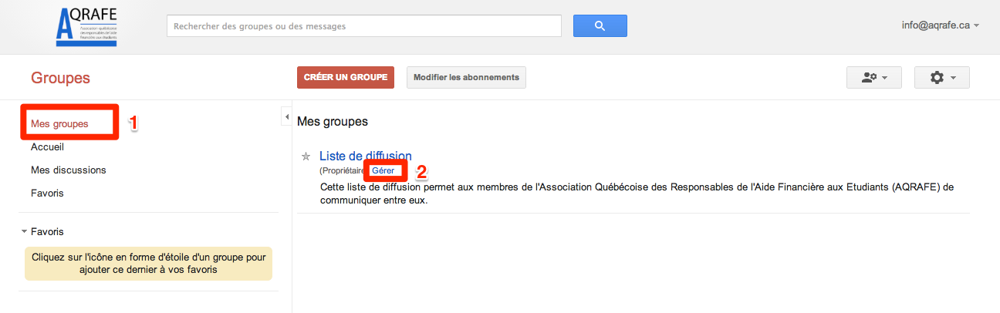 AQRAFE
Association québécoise
des responsables de l'aide
financière aux étudiants
Rechercher des groupes ou des messages
info@aqrafe.ca
Groupes
CRÉER UN GROUPE
Modifier les abonnements
Mes groupes
1
Accueil
Mes discussions
Favoris
Favoris
Cliquez sur l'icône en forme d'étoile d'un groupe pour
ajouter ce dernier à vos favoris
Mes groupes
Liste de diffusion
(Propriétaire Gérer
2
Cette liste de diffusion permet aux membres de l'Association Québécoise des Responsables de l'Aide Financière aux Etudiants (AQRAFE) de
communiquer entre eux.